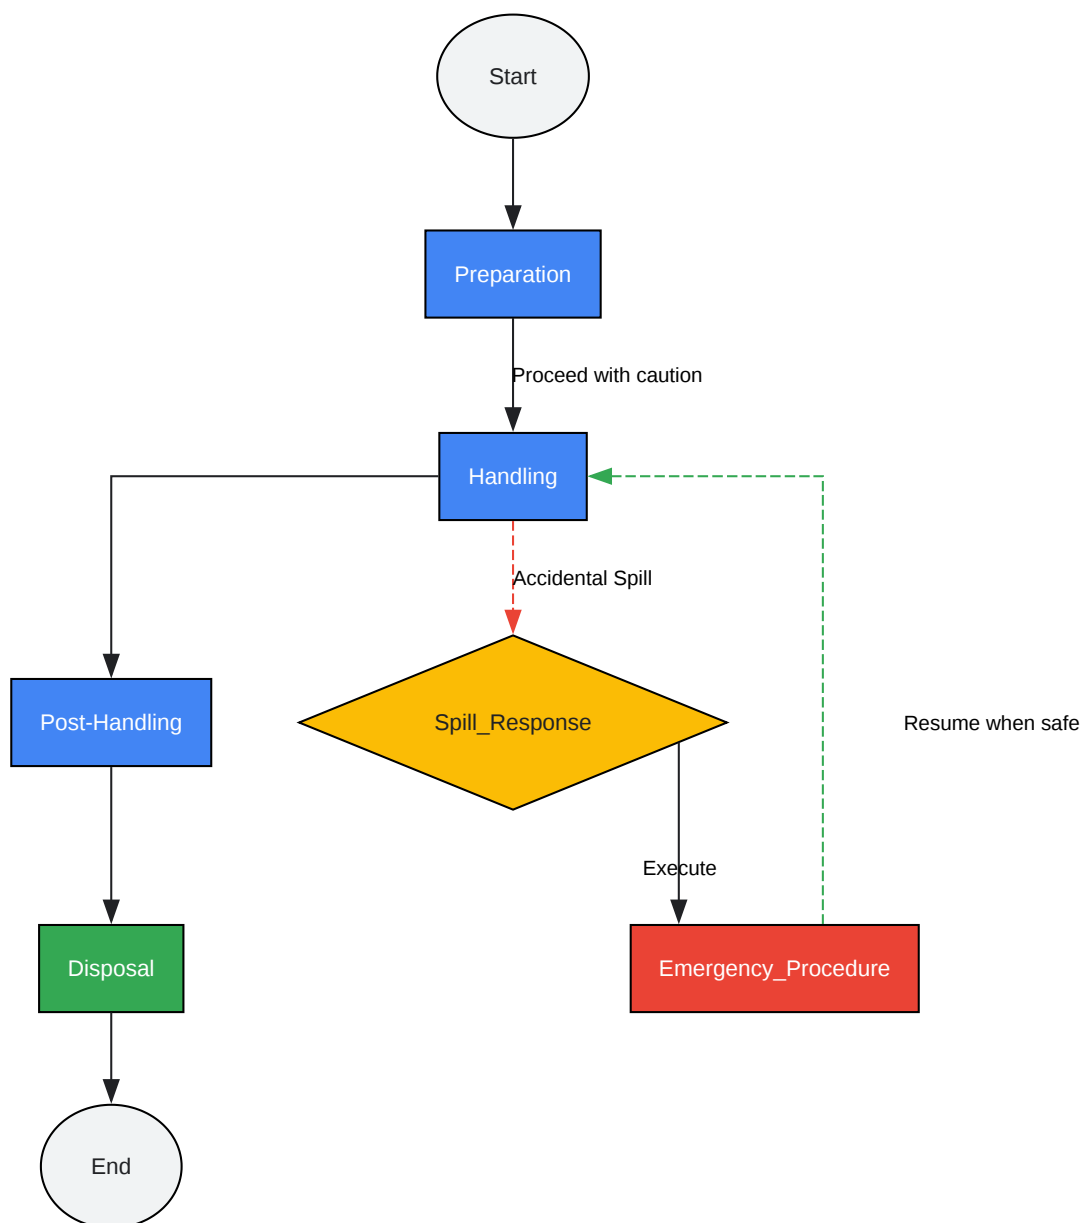 Start
Preparation
Proceed with caution
Handling
Accidental Spill
Post-Handling
Spill_Response
Resume when safe
Execute
Disposal
Emergency_Procedure
End